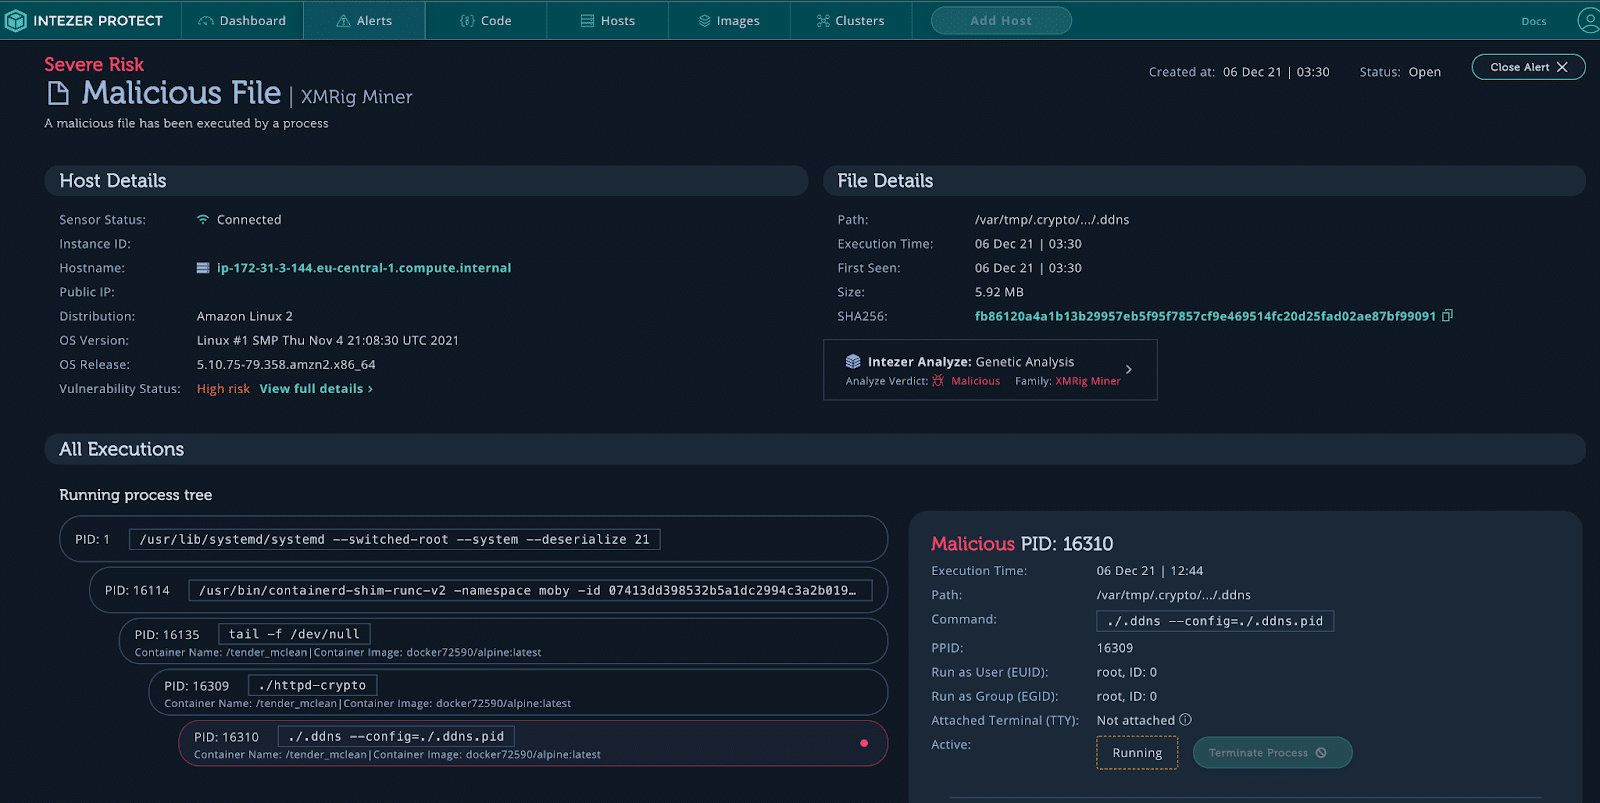 INTEZER PROTECT Dashboard Alerts Code Hosts Images Clusters Add Host Docs
Severe Risk
Malicious File | XMRig Miner
A malicious file has been executed by a process
Created at: 06 Dec 21 | 03:30 Status: Open Close Alert
Host Details
Sensor Status: Connected
Instance ID:
Hostname: ip-172-31-3-144.eu-central-1.compute.internal
Public IP:
Distribution: Amazon Linux 2
OS Version: Linux #1 SMP Thu Nov 4 21:08:30 UTC 2021
OS Release: 5.10.75-79.358.amzn2.x86_64
Vulnerability Status: High risk View full details ›
File Details
Path: /var/tmp/.crypto/.../.ddns
Execution Time: 06 Dec 21 | 03:30
First Seen: 06 Dec 21 | 03:30
Size: 5.92 MB
SHA256: fb86120a4a1b13b29957eb5f95f7857cf9e469514fc20d25fad02ae87bf99091
Intezer Analyze: Genetic Analysis
Analyze Verdict: Malicious Family: XMRig Miner
All Executions
Running process tree
PID: 1 /usr/lib/systemd/systemd --switched-root --system --deserialize 21
PID: 16114 /usr/bin/containerd-shim-runc-v2 -namespace moby -id 07413dd398532b5a1dc2994c3a2b019…
PID: 16135 tail -f /dev/null
Container Name: /tender_mclean|Container Image: docker72590/alpine:latest
PID: 16309 ./httpd-crypto
Container Name: /tender_mclean|Container Image: docker72590/alpine:latest
PID: 16310 ./.ddns --config=./.ddns.pid
Container Name: /tender_mclean|Container Image: docker72590/alpine:latest
Malicious PID: 16310
Execution Time: 06 Dec 21 | 12:44
Path: /var/tmp/.crypto/.../.ddns
Command: ./.ddns --config=./.ddns.pid
PPID: 16309
Run as User (EUID): root, ID: 0
Run as Group (EGID): root, ID: 0
Attached Terminal (TTY): Not attached
Active: Running Terminate Process